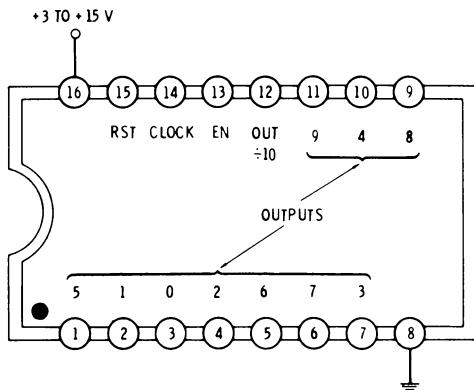 +3 TO +15 V
16 15 14 13 12 11 10 9
RST CLOCK EN OUT 9 4 8
÷10
OUTPUTS
5 1 0 2 6 7 3
1 2 3 4 5 6 7 8